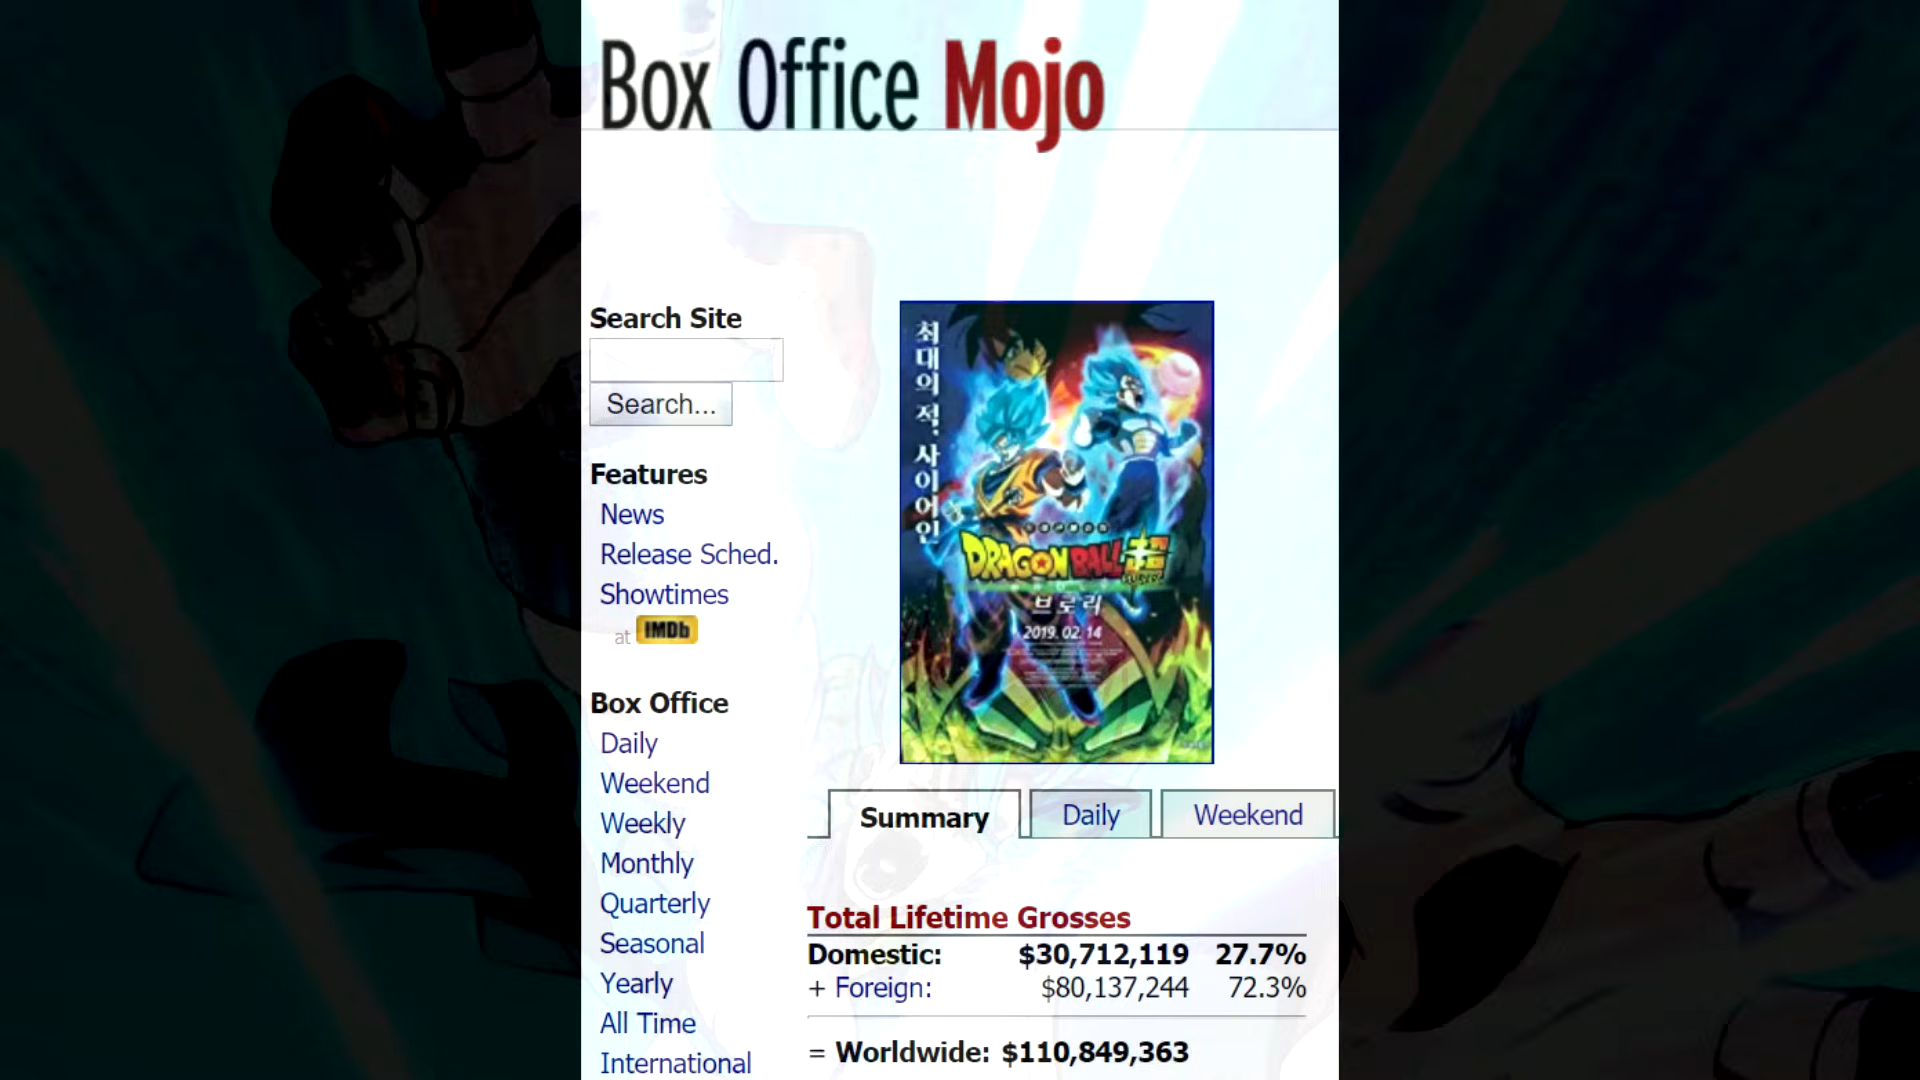 Box Office Mojo
Search Site
Search...
Features
News
Release Sched.
Showtimes
at IMDb
Box Office
Daily
Weekend
Weekly
Monthly
Quarterly
Seasonal
Yearly
All Time
International
최대의 적, 사이어인
DRAGON BALL 超
SUPER
브로리
2019. 02. 14
Summary
Daily
Weekend
Total Lifetime Grosses
Domestic: $30,712,119 27.7%
+ Foreign: $80,137,244 72.3%
= Worldwide: $110,849,363